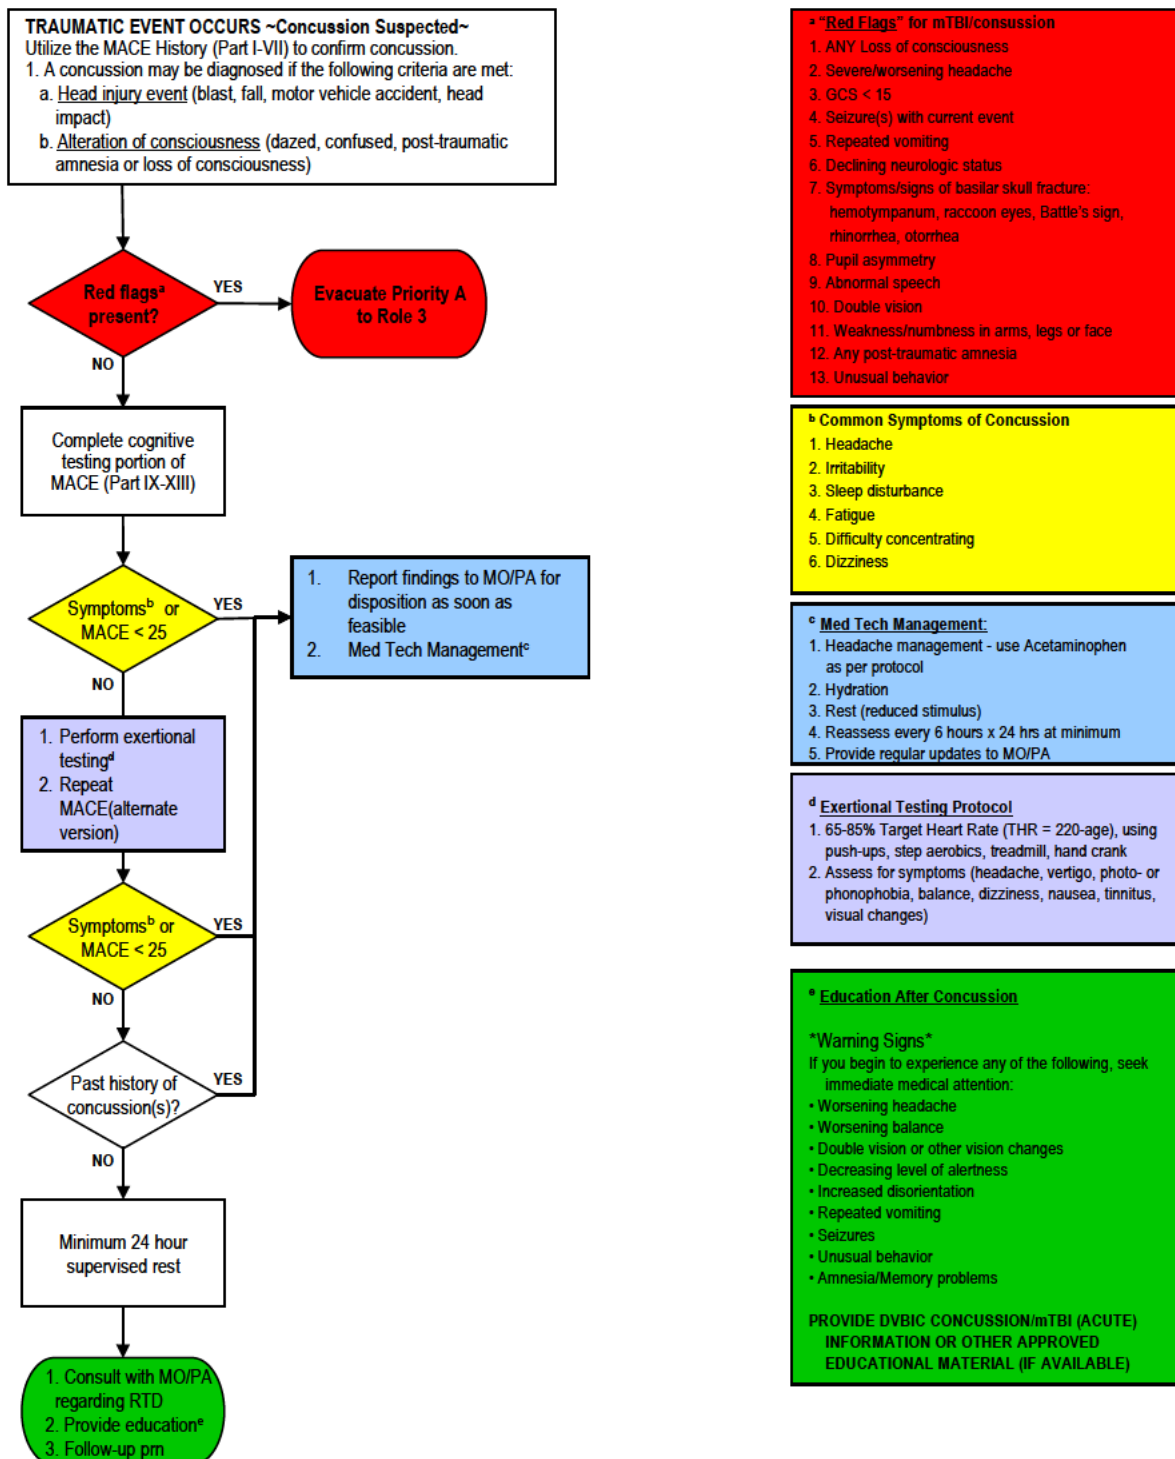 TRAUMATIC EVENT OCCURS ~Concussion Suspected~
Utilize the MACE History (Part I-VII) to confirm concussion.
1. A concussion may be diagnosed if the following criteria are met:
a. Head injury event (blast, fall, motor vehicle accident, head
impact)
b. Alteration of consciousness (dazed, confused, post-traumatic
amnesia or loss of consciousness)
Red flagsᵃ
present?
YES
Evacuate Priority A
to Role 3
NO
Complete cognitive
testing portion of
MACE (Part IX-XIII)
Symptomsᵇ or
MACE < 25
YES
1. Report findings to MO/PA for
disposition as soon as
feasible
2. Med Tech Managementᶜ
NO
1. Perform exertional
testingᵈ
2. Repeat
MACE(alternate
version)
Symptomsᵇ or
MACE < 25
YES
NO
Past history of
concussion(s)?
YES
NO
Minimum 24 hour
supervised rest
1. Consult with MO/PA
regarding RTD
2. Provide educationᵉ
3. Follow-up prn
ᵃ "Red Flags" for mTBI/consussion
1. ANY Loss of consciousness
2. Severe/worsening headache
3. GCS < 15
4. Seizure(s) with current event
5. Repeated vomiting
6. Declining neurologic status
7. Symptoms/signs of basilar skull fracture:
hemotympanum, raccoon eyes, Battle's sign,
rhinorrhea, otorrhea
8. Pupil asymmetry
9. Abnormal speech
10. Double vision
11. Weakness/numbness in arms, legs or face
12. Any post-traumatic amnesia
13. Unusual behavior
ᵇ Common Symptoms of Concussion
1. Headache
2. Irritability
3. Sleep disturbance
4. Fatigue
5. Difficulty concentrating
6. Dizziness
ᶜ Med Tech Management:
1. Headache management - use Acetaminophen
as per protocol
2. Hydration
3. Rest (reduced stimulus)
4. Reassess every 6 hours x 24 hrs at minimum
5. Provide regular updates to MO/PA
ᵈ Exertional Testing Protocol
1. 65-85% Target Heart Rate (THR = 220-age), using
push-ups, step aerobics, treadmill, hand crank
2. Assess for symptoms (headache, vertigo, photo- or
phonophobia, balance, dizziness, nausea, tinnitus,
visual changes)
ᵉ Education After Concussion
*Warning Signs*
If you begin to experience any of the following, seek
immediate medical attention:
• Worsening headache
• Worsening balance
• Double vision or other vision changes
• Decreasing level of alertness
• Increased disorientation
• Repeated vomiting
• Seizures
• Unusual behavior
• Amnesia/Memory problems
PROVIDE DVBIC CONCUSSION/mTBI (ACUTE)
INFORMATION OR OTHER APPROVED
EDUCATIONAL MATERIAL (IF AVAILABLE)